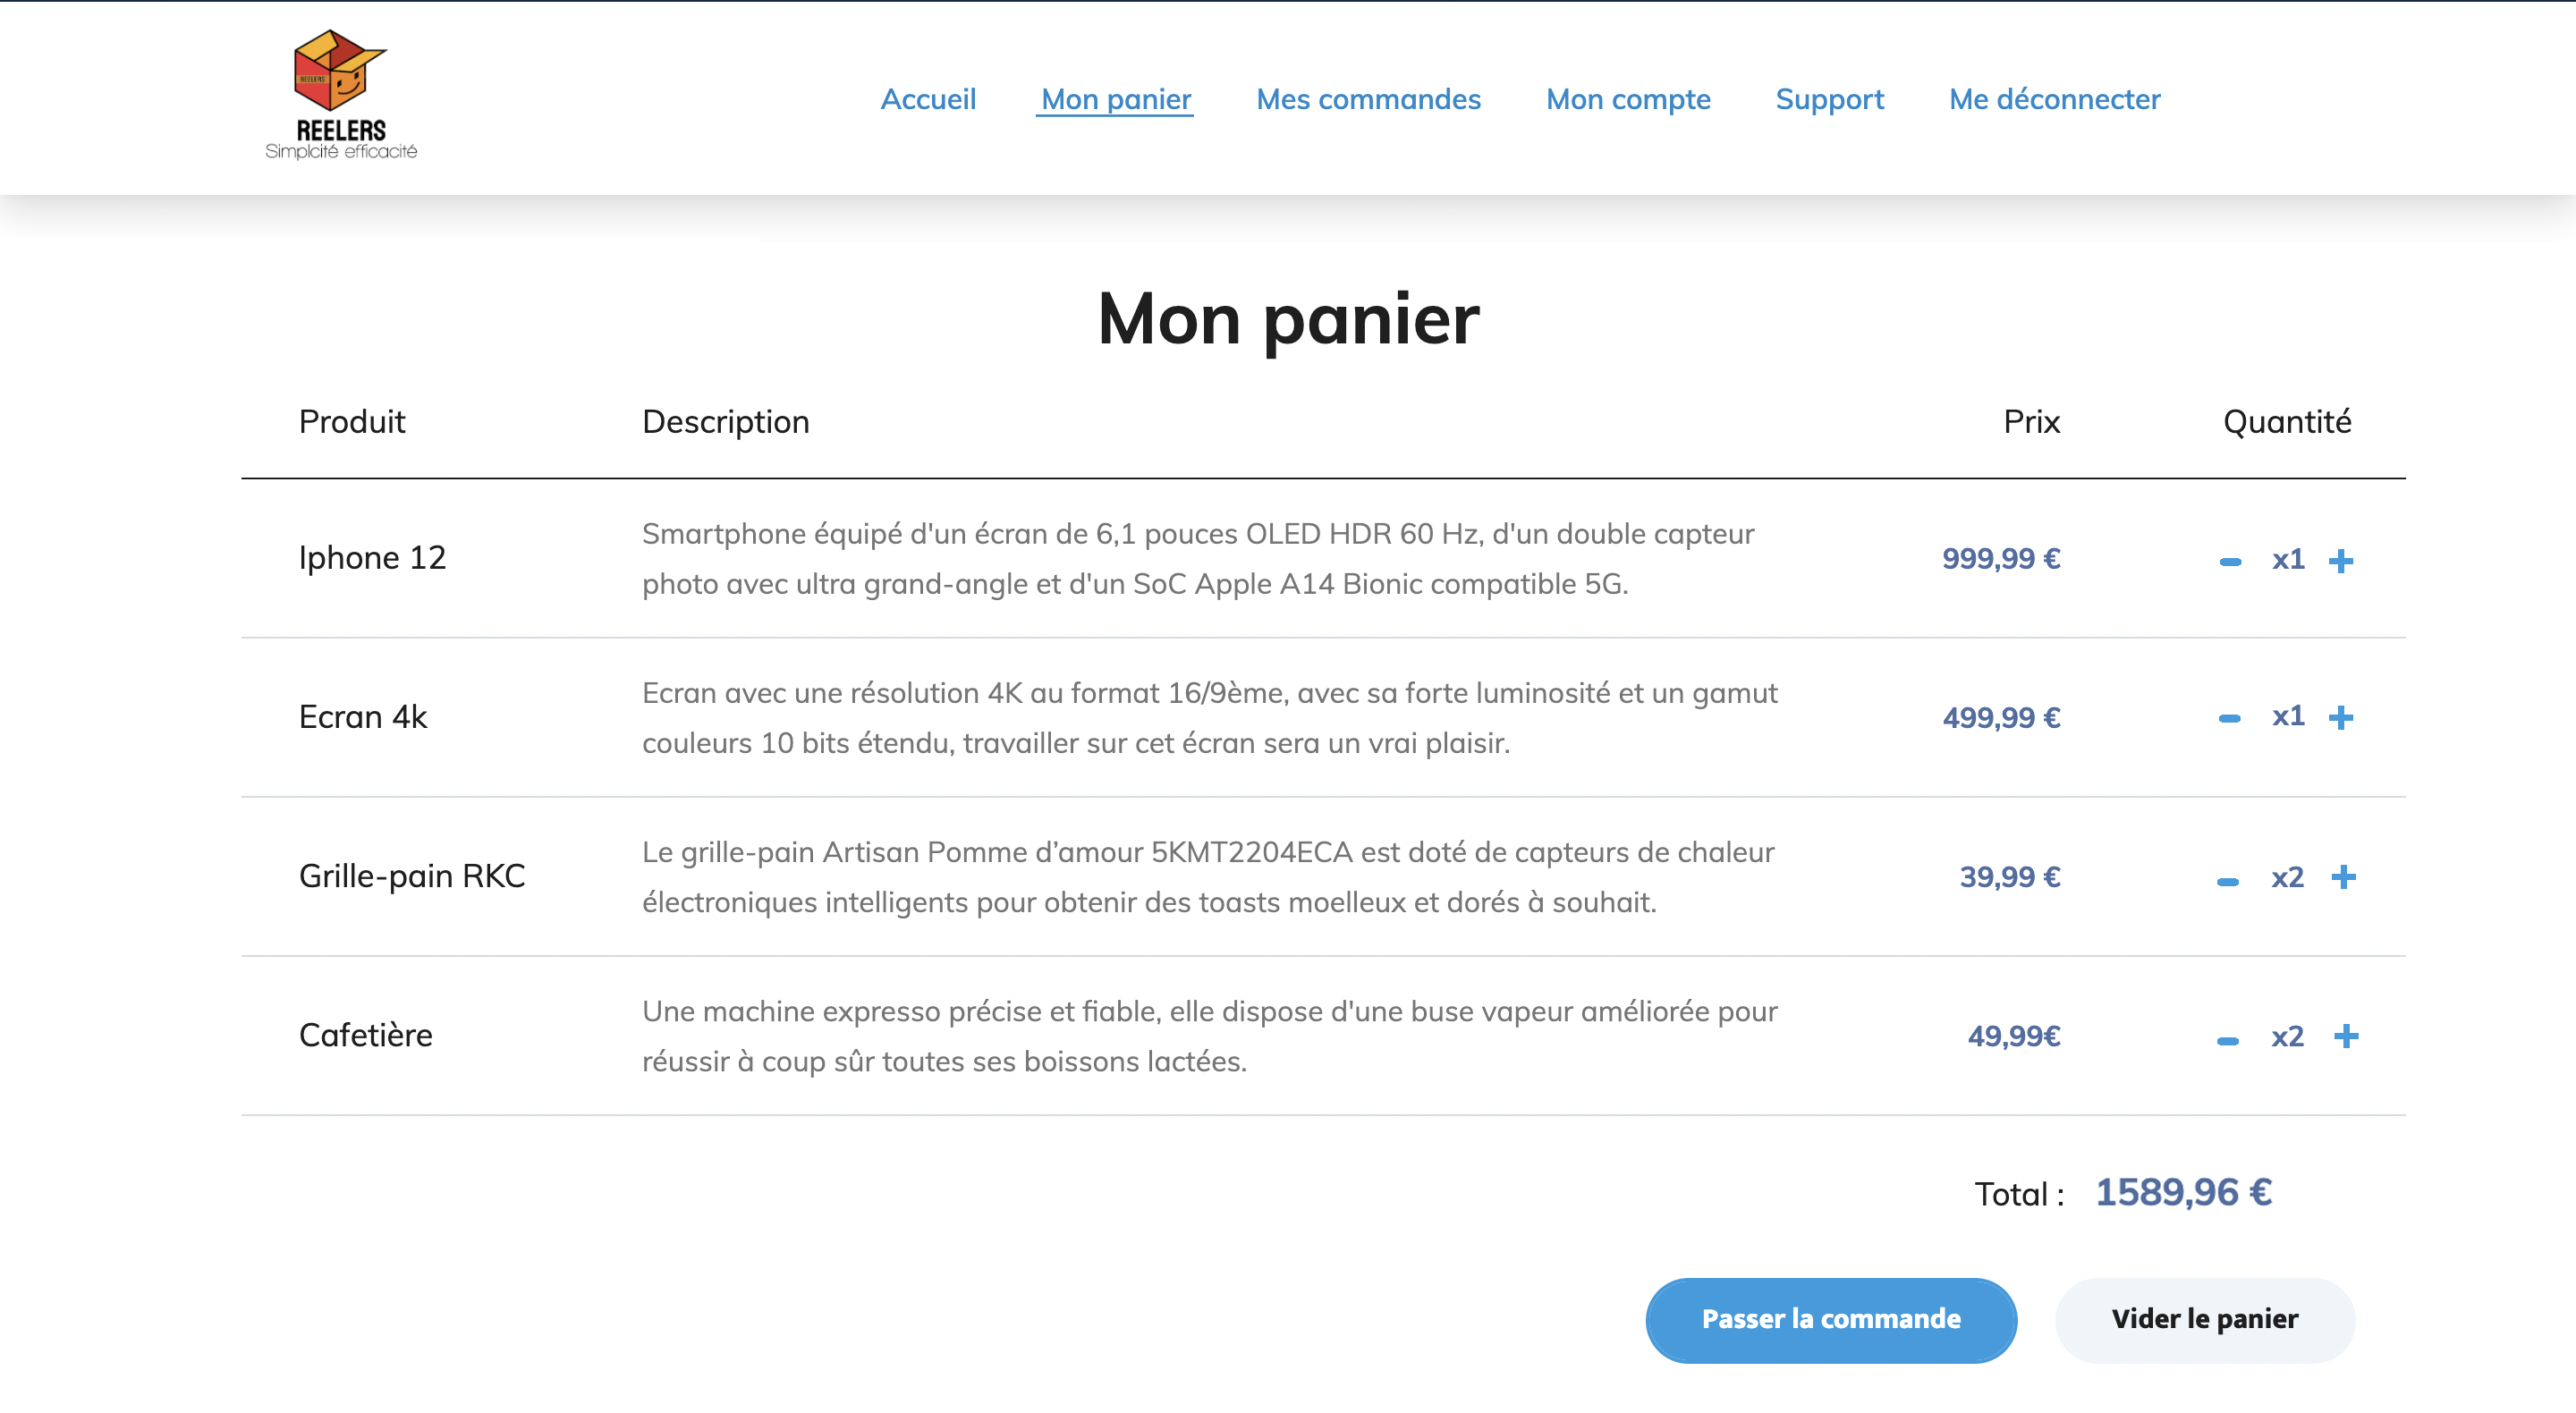 REELERS
REELERS
Simplcité efficacité
Accueil Mon panier Mes commandes Mon compte Support Me déconnecter
Mon panier
Produit Description Prix Quantité
Iphone 12
Smartphone équipé d'un écran de 6,1 pouces OLED HDR 60 Hz, d'un double capteur
photo avec ultra grand-angle et d'un SoC Apple A14 Bionic compatible 5G.
999,99 € - x1 +
Ecran 4k
Ecran avec une résolution 4K au format 16/9ème, avec sa forte luminosité et un gamut
couleurs 10 bits étendu, travailler sur cet écran sera un vrai plaisir.
499,99 € - x1 +
Grille-pain RKC
Le grille-pain Artisan Pomme d’amour 5KMT2204ECA est doté de capteurs de chaleur
électroniques intelligents pour obtenir des toasts moelleux et dorés à souhait.
39,99 € - x2 +
Cafetière
Une machine expresso précise et fiable, elle dispose d'une buse vapeur améliorée pour
réussir à coup sûr toutes ses boissons lactées.
49,99€ - x2 +
Total : 1589,96 €
Passer la commande Vider le panier